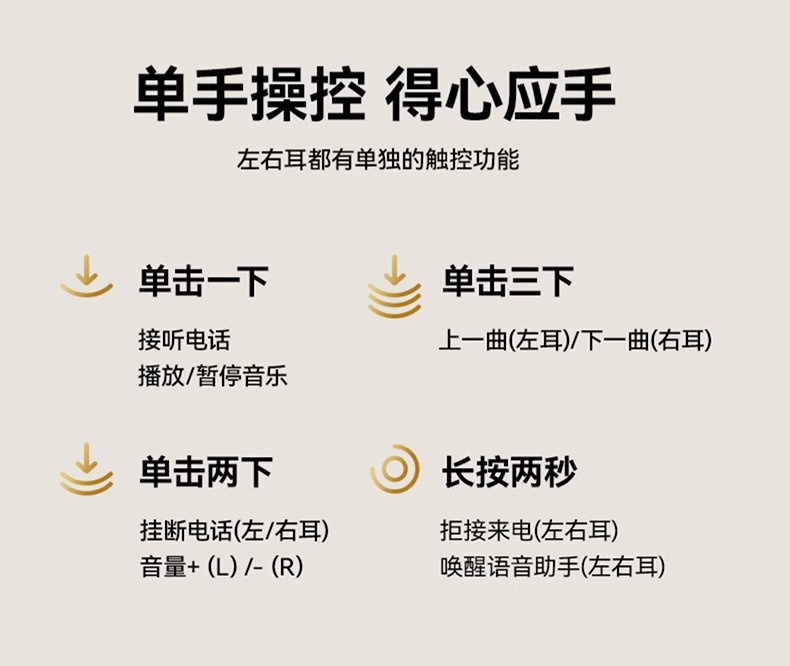 单手操控 得心应手
左右耳都有单独的触控功能
单击一下
接听电话
播放/暂停音乐
单击三下
上一曲(左耳)/下一曲(右耳)
单击两下
挂断电话(左/右耳)
音量+ (L) /- (R)
长按两秒
拒接来电(左右耳)
唤醒语音助手(左右耳)